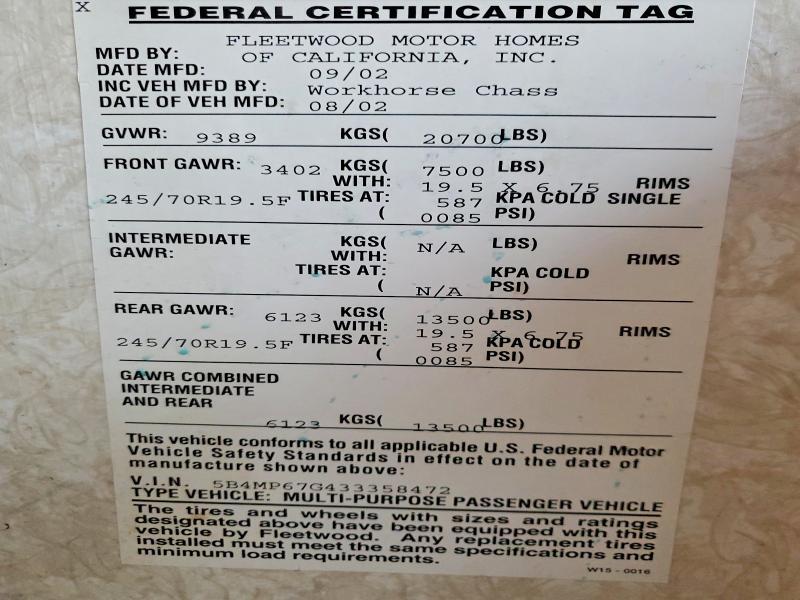 X
FEDERAL CERTIFICATION TAG
MFD BY: FLEETWOOD MOTOR HOMES
OF CALIFORNIA, INC.
DATE MFD: 09/02
INC VEH MFD BY: Workhorse Chass
DATE OF VEH MFD: 08/02
GVWR: 9389 KGS( 20700 LBS)
FRONT GAWR: 3402 KGS( 7500 LBS)
WITH: 19.5 X 6.75 RIMS
245/70R19.5F TIRES AT: 587 KPA COLD SINGLE
( 0085 PSI)
INTERMEDIATE KGS( N/A LBS)
GAWR: WITH: RIMS
TIRES AT: KPA COLD
( N/A PSI)
REAR GAWR: 6123 KGS( 13500 LBS)
WITH: 19.5 X 6.75 RIMS
245/70R19.5F TIRES AT: 587 KPA COLD
( 0085 PSI)
GAWR COMBINED
INTERMEDIATE
AND REAR
6123 KGS( 13500 LBS)
This vehicle conforms to all applicable U.S. Federal Motor
Vehicle Safety Standards in effect on the date of
manufacture shown above:
V.I.N. 5B4MP67G433358472
TYPE VEHICLE: MULTI-PURPOSE PASSENGER VEHICLE
The tires and wheels with sizes and ratings
designated above have been equipped with this
vehicle by Fleetwood. Any replacement tires
installed must meet the same specifications and
minimum load requirements.
W15 - 0016